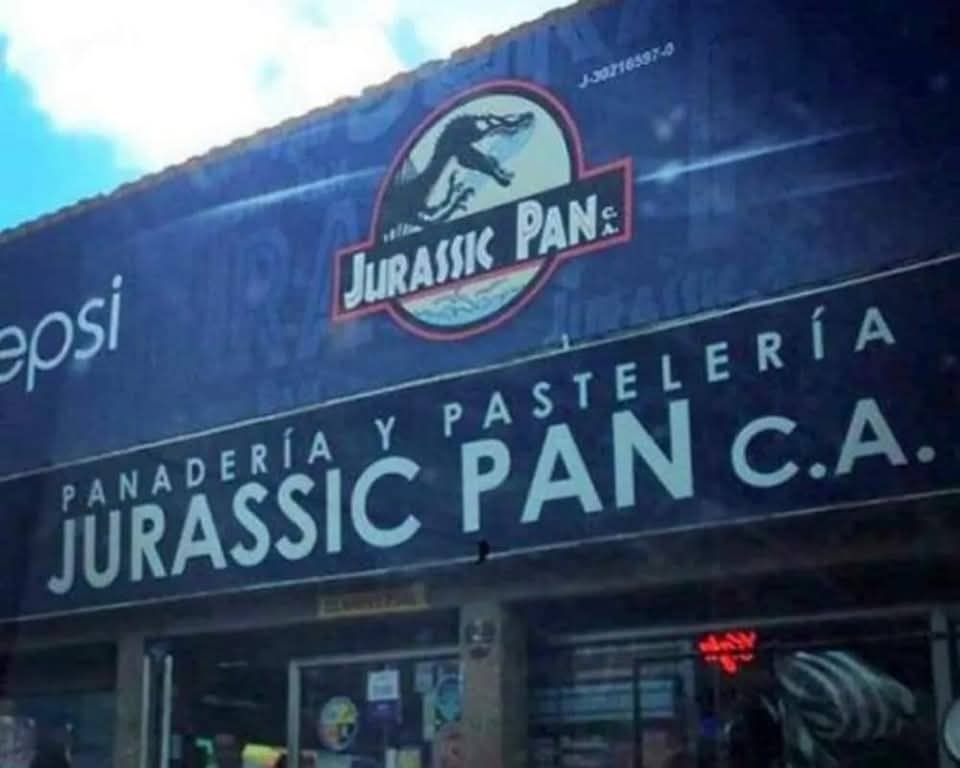 J-30216597-0
JURASSIC PAN C.A.
epsi
PANADERÍA Y PASTELERÍA
JURASSIC PAN C.A.